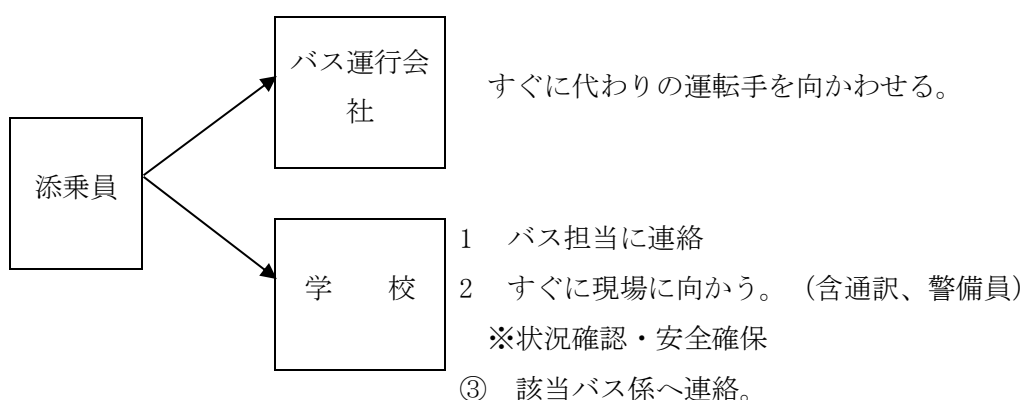 バス運行会
社
すぐに代わりの運転手を向かわせる。
添乗員
学　　校
1　バス担当に連絡
2　すぐに現場に向かう。（含通訳、警備員）
※状況確認・安全確保
③　該当バス係へ連絡。